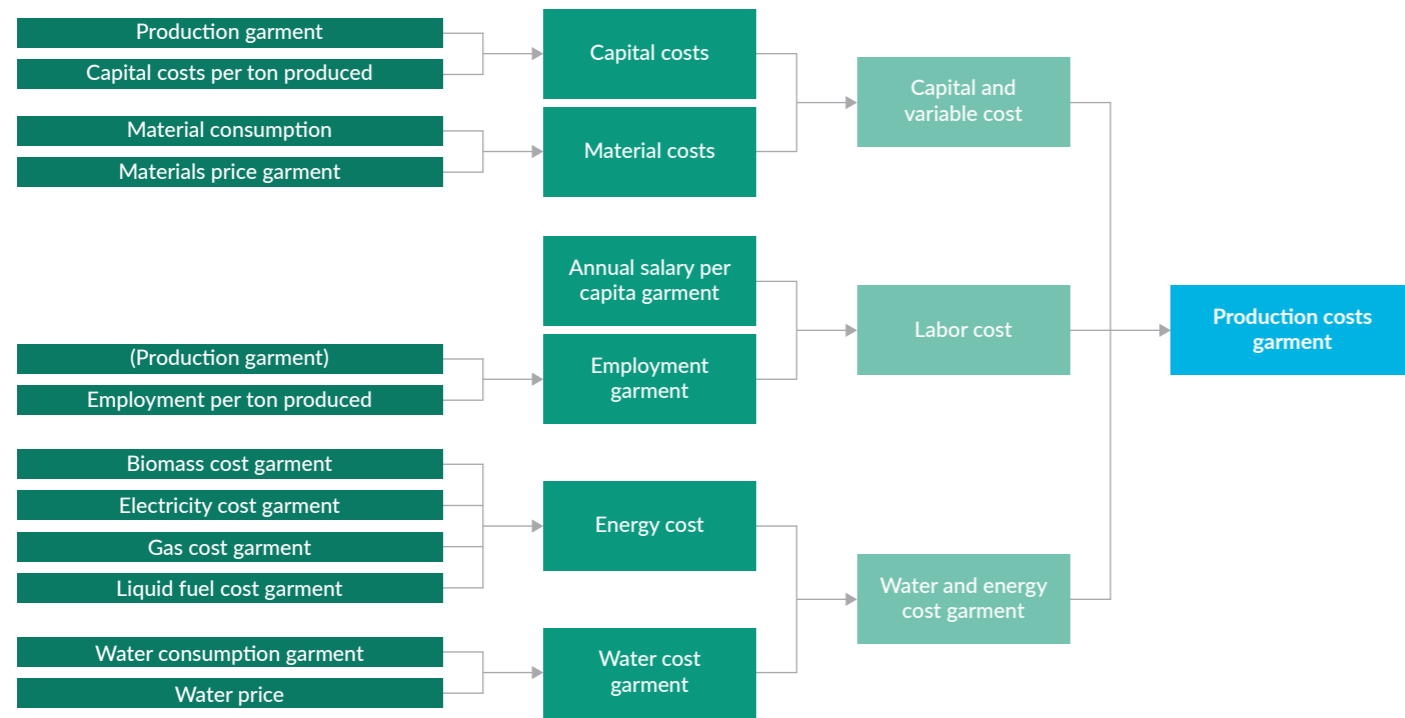 Production garment
Capital costs per ton produced
Material consumption
Materials price garment
(Production garment)
Employment per ton produced
Biomass cost garment
Electricity cost garment
Gas cost garment
Liquid fuel cost garment
Water consumption garment
Water price
Capital costs
Material costs
Annual salary per
capita garment
Employment
garment
Energy cost
Water cost
garment
Capital and
variable cost
Labor cost
Water and energy
cost garment
Production costs
garment